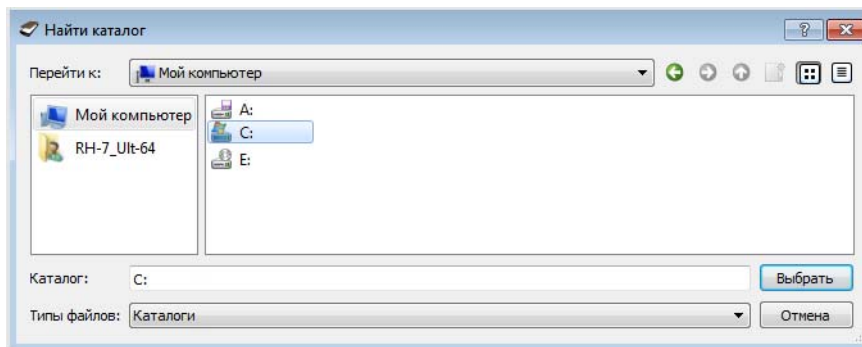 Найти каталог
Перейти к: Мой компьютер
Мой компьютер
RH-7_Ult-64
A:
C:
E:
Каталог: C:
Выбрать
Типы файлов: Каталоги
Отмена